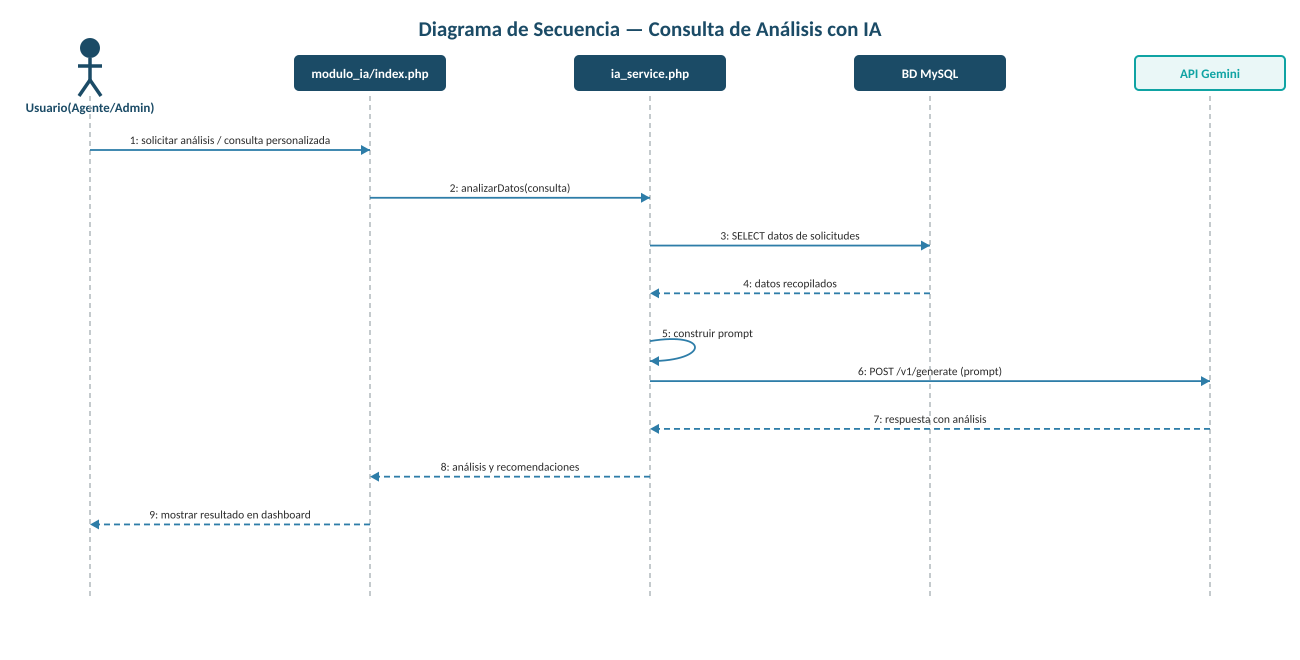 Diagrama de Secuencia — Consulta de Análisis con IA
modulo_ia/index.php
ia_service.php
BD MySQL
API Gemini
Usuario(Agente/Admin)
1: solicitar análisis / consulta personalizada
2: analizarDatos(consulta)
3: SELECT datos de solicitudes
4: datos recopilados
5: construir prompt
6: POST /v1/generate (prompt)
7: respuesta con análisis
8: análisis y recomendaciones
9: mostrar resultado en dashboard